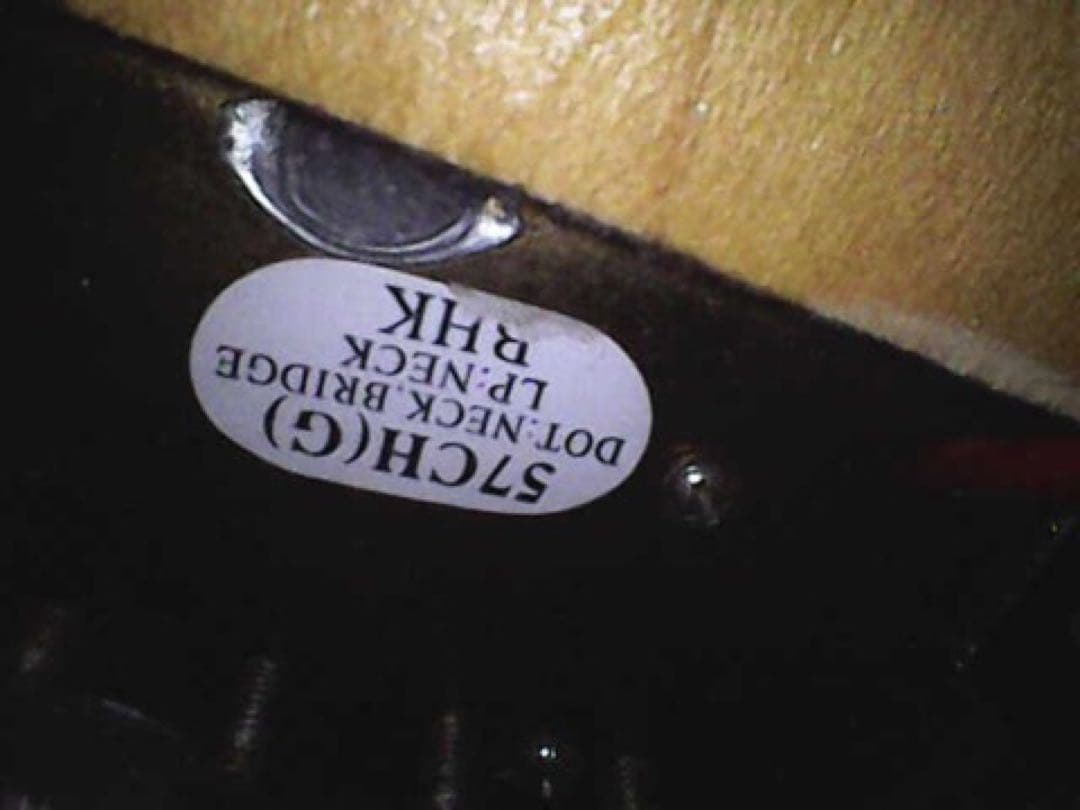 57CH(G)
DOT:NECK.BRIDGE
LP:NECK
RHK